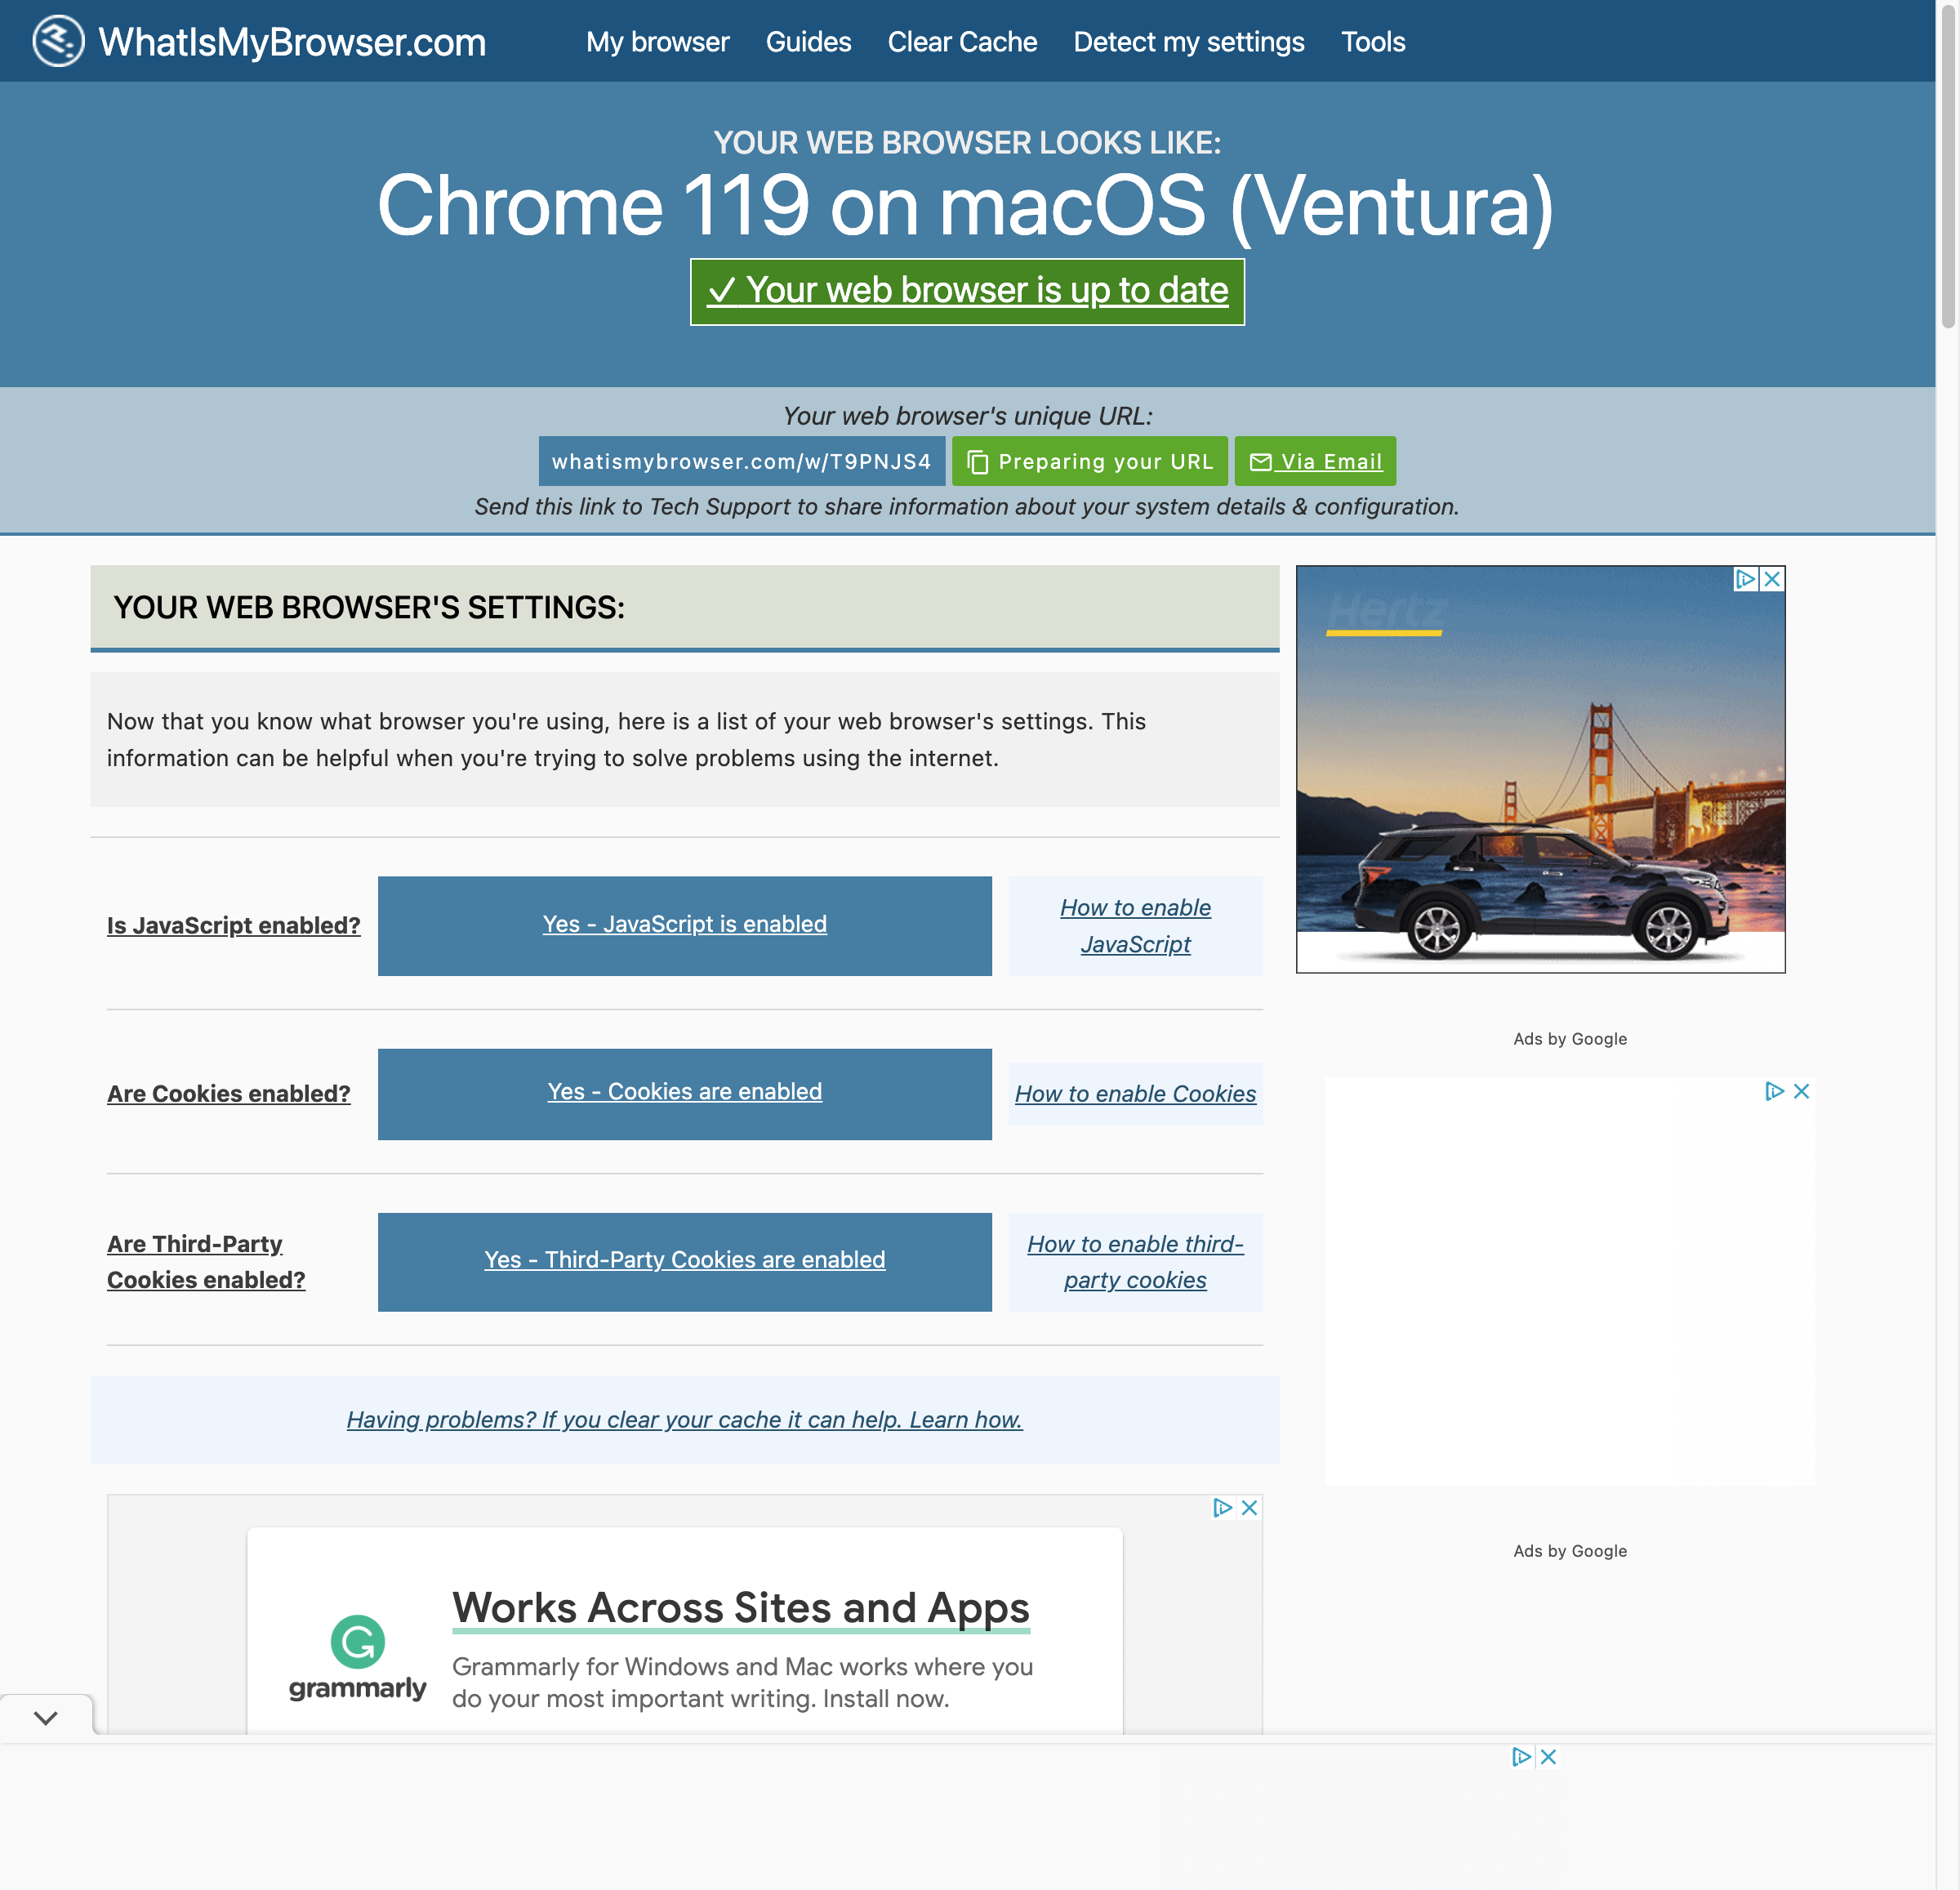 WhatIsMyBrowser.com My browser Guides Clear Cache Detect my settings Tools
YOUR WEB BROWSER LOOKS LIKE:
Chrome 119 on macOS (Ventura)
✓ Your web browser is up to date
Your web browser's unique URL:
whatismybrowser.com/w/T9PNJS4 Preparing your URL Via Email
Send this link to Tech Support to share information about your system details & configuration.
YOUR WEB BROWSER'S SETTINGS:
Now that you know what browser you're using, here is a list of your web browser's settings. This
information can be helpful when you're trying to solve problems using the internet.
Is JavaScript enabled?
Yes - JavaScript is enabled
How to enable
JavaScript
Are Cookies enabled?
Yes - Cookies are enabled
How to enable Cookies
Are Third-Party
Cookies enabled?
Yes - Third-Party Cookies are enabled
How to enable third-
party cookies
Having problems? If you clear your cache it can help. Learn how.
grammarly
Works Across Sites and Apps
Grammarly for Windows and Mac works where you
do your most important writing. Install now.
Hertz
Ads by Google
Ads by Google